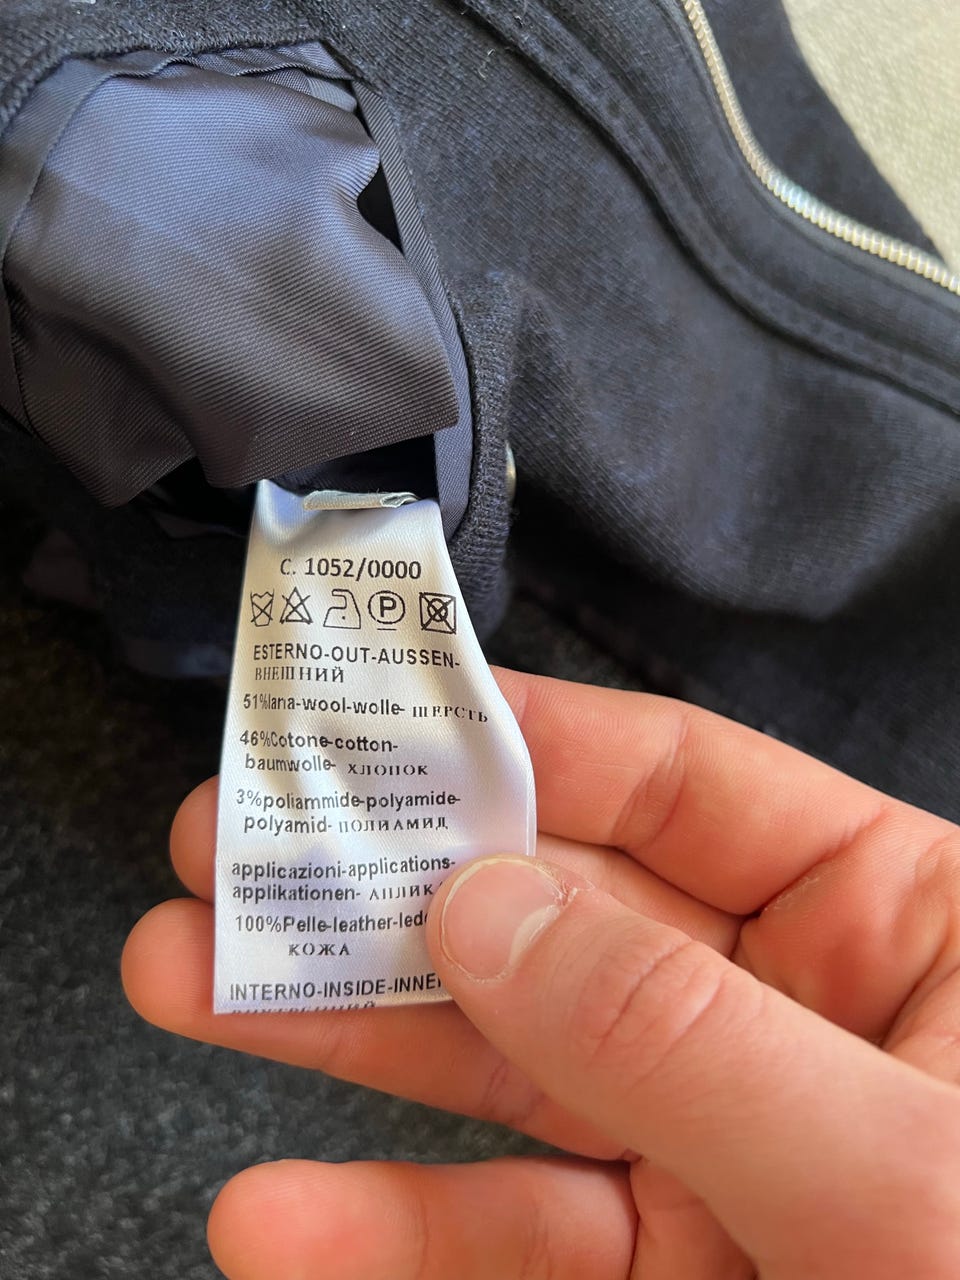 C. 1052/0000
P
ESTERNO-OUT-AUSSEN-
ВНЕШНИЙ
51%lana-wool-wolle- ШЕРСТЬ
46%Cotone-cotton-
baumwolle- ХЛОПОК
3%poliammide-polyamide-
polyamid- ПОЛИАМИД
applicazioni-applications-
applikationen-
100%Pelle-leather-
КОЖА
INTERNO-INSIDE-